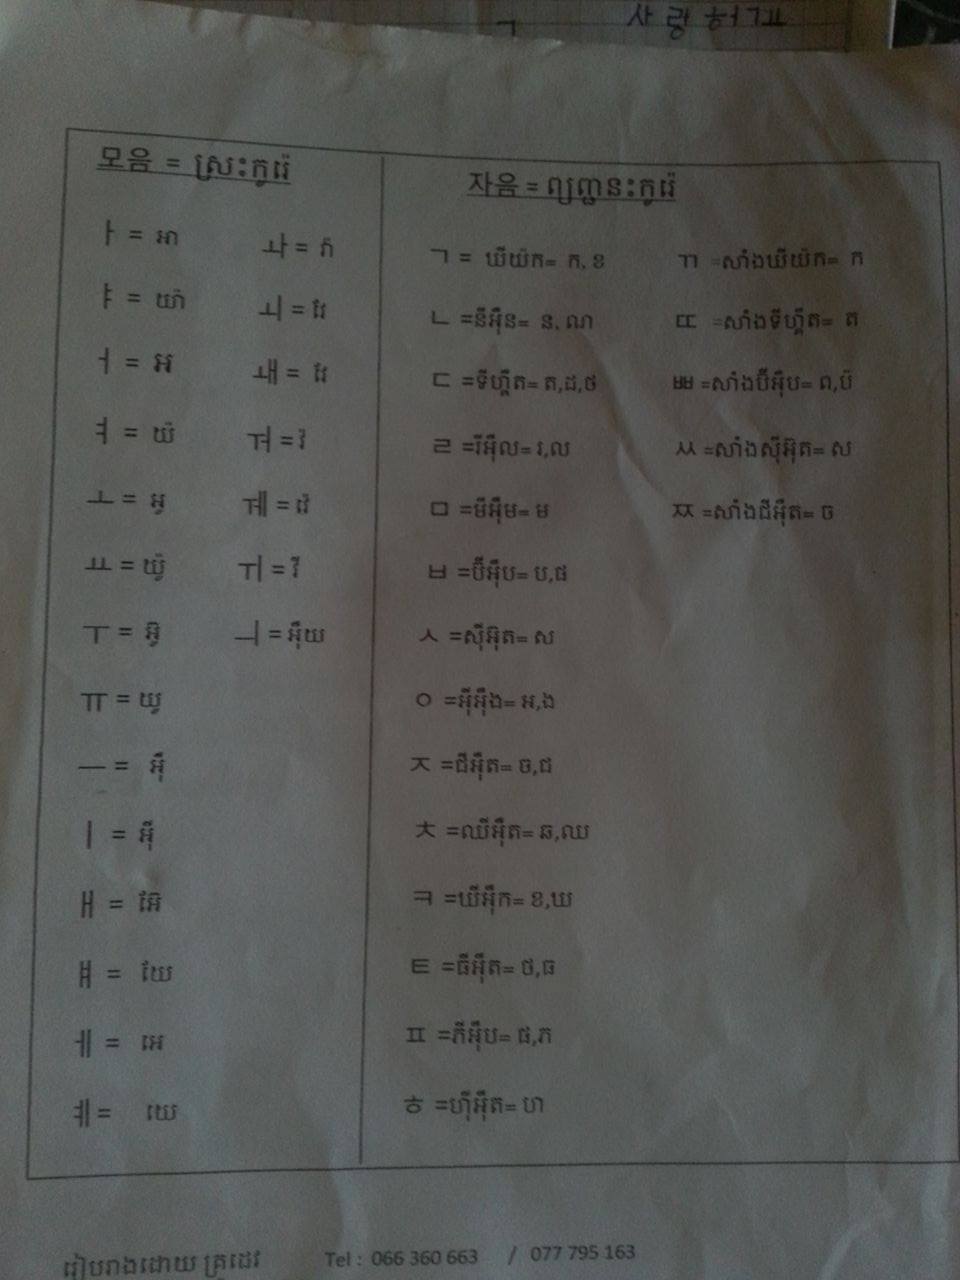 사랑해
모음 = ស្រះកូរ៉េ
ㅏ = អា
ㅘ = វ៉ា
ㅑ = យ៉ា
ㅚ = វែ
ㅓ = អ
ㅙ = វែ
ㅕ = យ៉
ㅝ = វ៉
ㅗ = អូ
ㅞ = វ៉េ
ㅛ = យ៉ូ
ㅟ = វី
ㅜ = អ៊ូ
ㅢ = អ៊ឺយ
ㅠ = យូ
ㅡ = អ៊ឺ
ㅣ = អ៊ី
ㅐ = អ៊ែ
ㅒ = យែ
ㅔ = អេ
ㅖ = យេ
자음 = ព្យញ្ជនះកូរ៉េ
ㄱ = ឃីយ៉ក= ក, ខ
ㄲ =សាំងឃីយ៉ក= ក
ㄴ =នីអ៊ឺន= ន, ណ
ㄸ =សាំងទីហ្គឺត= ត
ㄷ =ទីហ្គឺត= ត,ដ,ថ
ㅃ =សាំងប៊ីអ៊ឺប= ព,ប៉
ㄹ =រីអ៊ឺល= រ,ល
ㅆ =សាំងស៊ីអ៊ុត= ស
ㅁ =មីអ៊ឺម= ម
ㅉ =សាំងជីអ៊ឺត= ច
ㅂ =ប៊ីអ៊ឺប= ប,ផ
ㅅ =ស៊ីអ៊ុត= ស
ㅇ =អ៊ីអ៊ឺង= អ,ង
ㅈ =ជីអ៊ឺត= ច,ជ
ㅊ =ឈីអ៊ឺត= ឆ,ឈ
ㅋ =ឃីអ៊ឺក= ខ,ឃ
ㅌ =ធីអ៊ឺត= ថ,ធ
ㅍ =ភីអ៊ឺប= ផ,ភ
ㅎ =ហ៊ីអ៊ឺត= ហ
រៀបរាងដោយ គ្រូដេវ Tel : 066 360 663 / 077 795 163